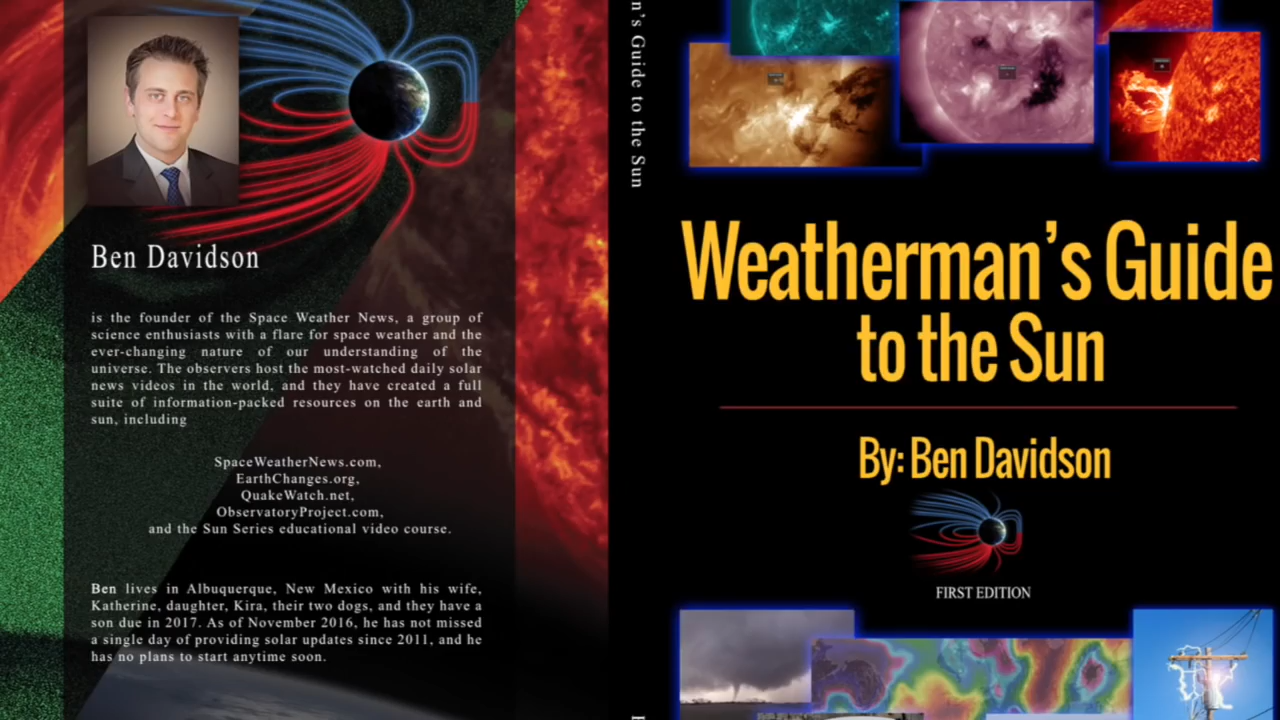 Ben Davidson
is the founder of the Space Weather News, a group of
science enthusiasts with a flare for space weather and the
ever-changing nature of our understanding of the
universe. The observers host the most-watched daily solar
news videos in the world, and they have created a full
suite of information-packed resources on the earth and
sun, including
SpaceWeatherNews.com,
EarthChanges.org,
QuakeWatch.net,
ObservatoryProject.com,
and the Sun Series educational video course.
Ben lives in Albuquerque, New Mexico with his wife,
Katherine, daughter, Kira, their two dogs, and they have a
son due in 2017. As of November 2016, he has not missed
a single day of providing solar updates since 2011, and he
has no plans to start anytime soon.
n's Guide to the Sun
Weatherman's Guide
to the Sun
By: Ben Davidson
FIRST EDITION